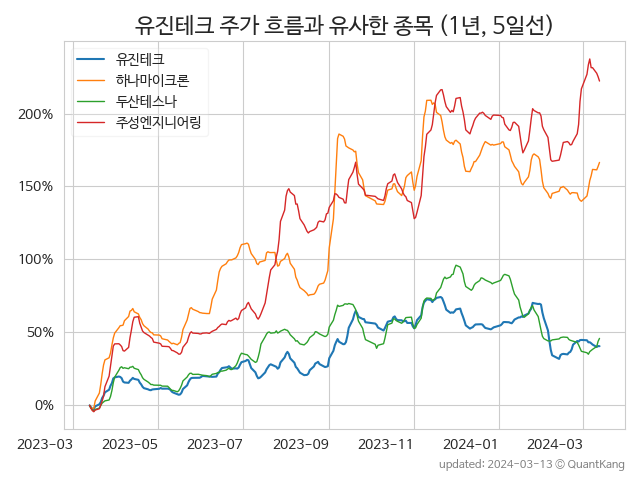 유진테크 주가 흐름과 유사한 종목 (1년, 5일선)
유진테크
하나마이크론
두산테스나
주성엔지니어링
200%
150%
100%
50%
0%
2023-03 2023-05 2023-07 2023-09 2023-11 2024-01 2024-03
updated: 2024-03-13 © QuantKang